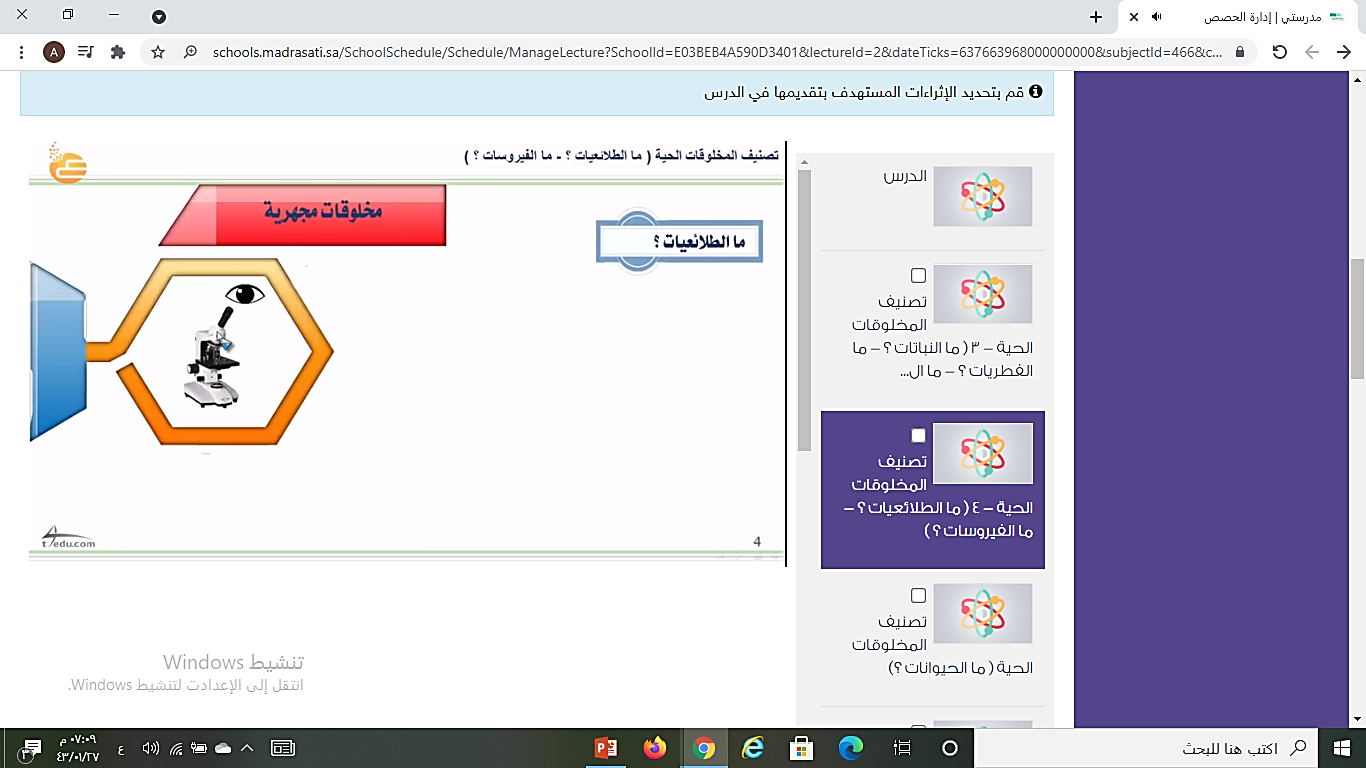 مدرستي | إدارة الحصص
schools.madrasati.sa/SchoolSchedule/Schedule/ManageLecture?SchoolId=E03BEB4A590D3401&lectureId=2&dateTicks=637663968000000000&subjectId=466&c...
A
قم بتحديد الإثراءات المستهدف بتقديمها في الدرس
تصنيف المخلوقات الحية ( ما الطلائعيات ؟ - ما الفيروسات ؟ )
مخلوقات مجهرية
ما الطلائعيات ؟
t4edu.com
4
الدرس
تصنيف
المخلوقات
الحية – ٣ ( ما النباتات ؟ – ما
الفطريات ؟ – ما ال...
تصنيف
المخلوقات
الحية – ٤ ( ما الطلائعيات ؟ –
ما الفيروسات ؟ )
تصنيف
المخلوقات
الحية ( ما الحيوانات ؟)
تنشيط Windows
انتقل إلى الإعدادت لتنشيط Windows.
اكتب هنا للبحث
ع
٠٧:٠٩ م
٤٣/٠١/٢٧
٣